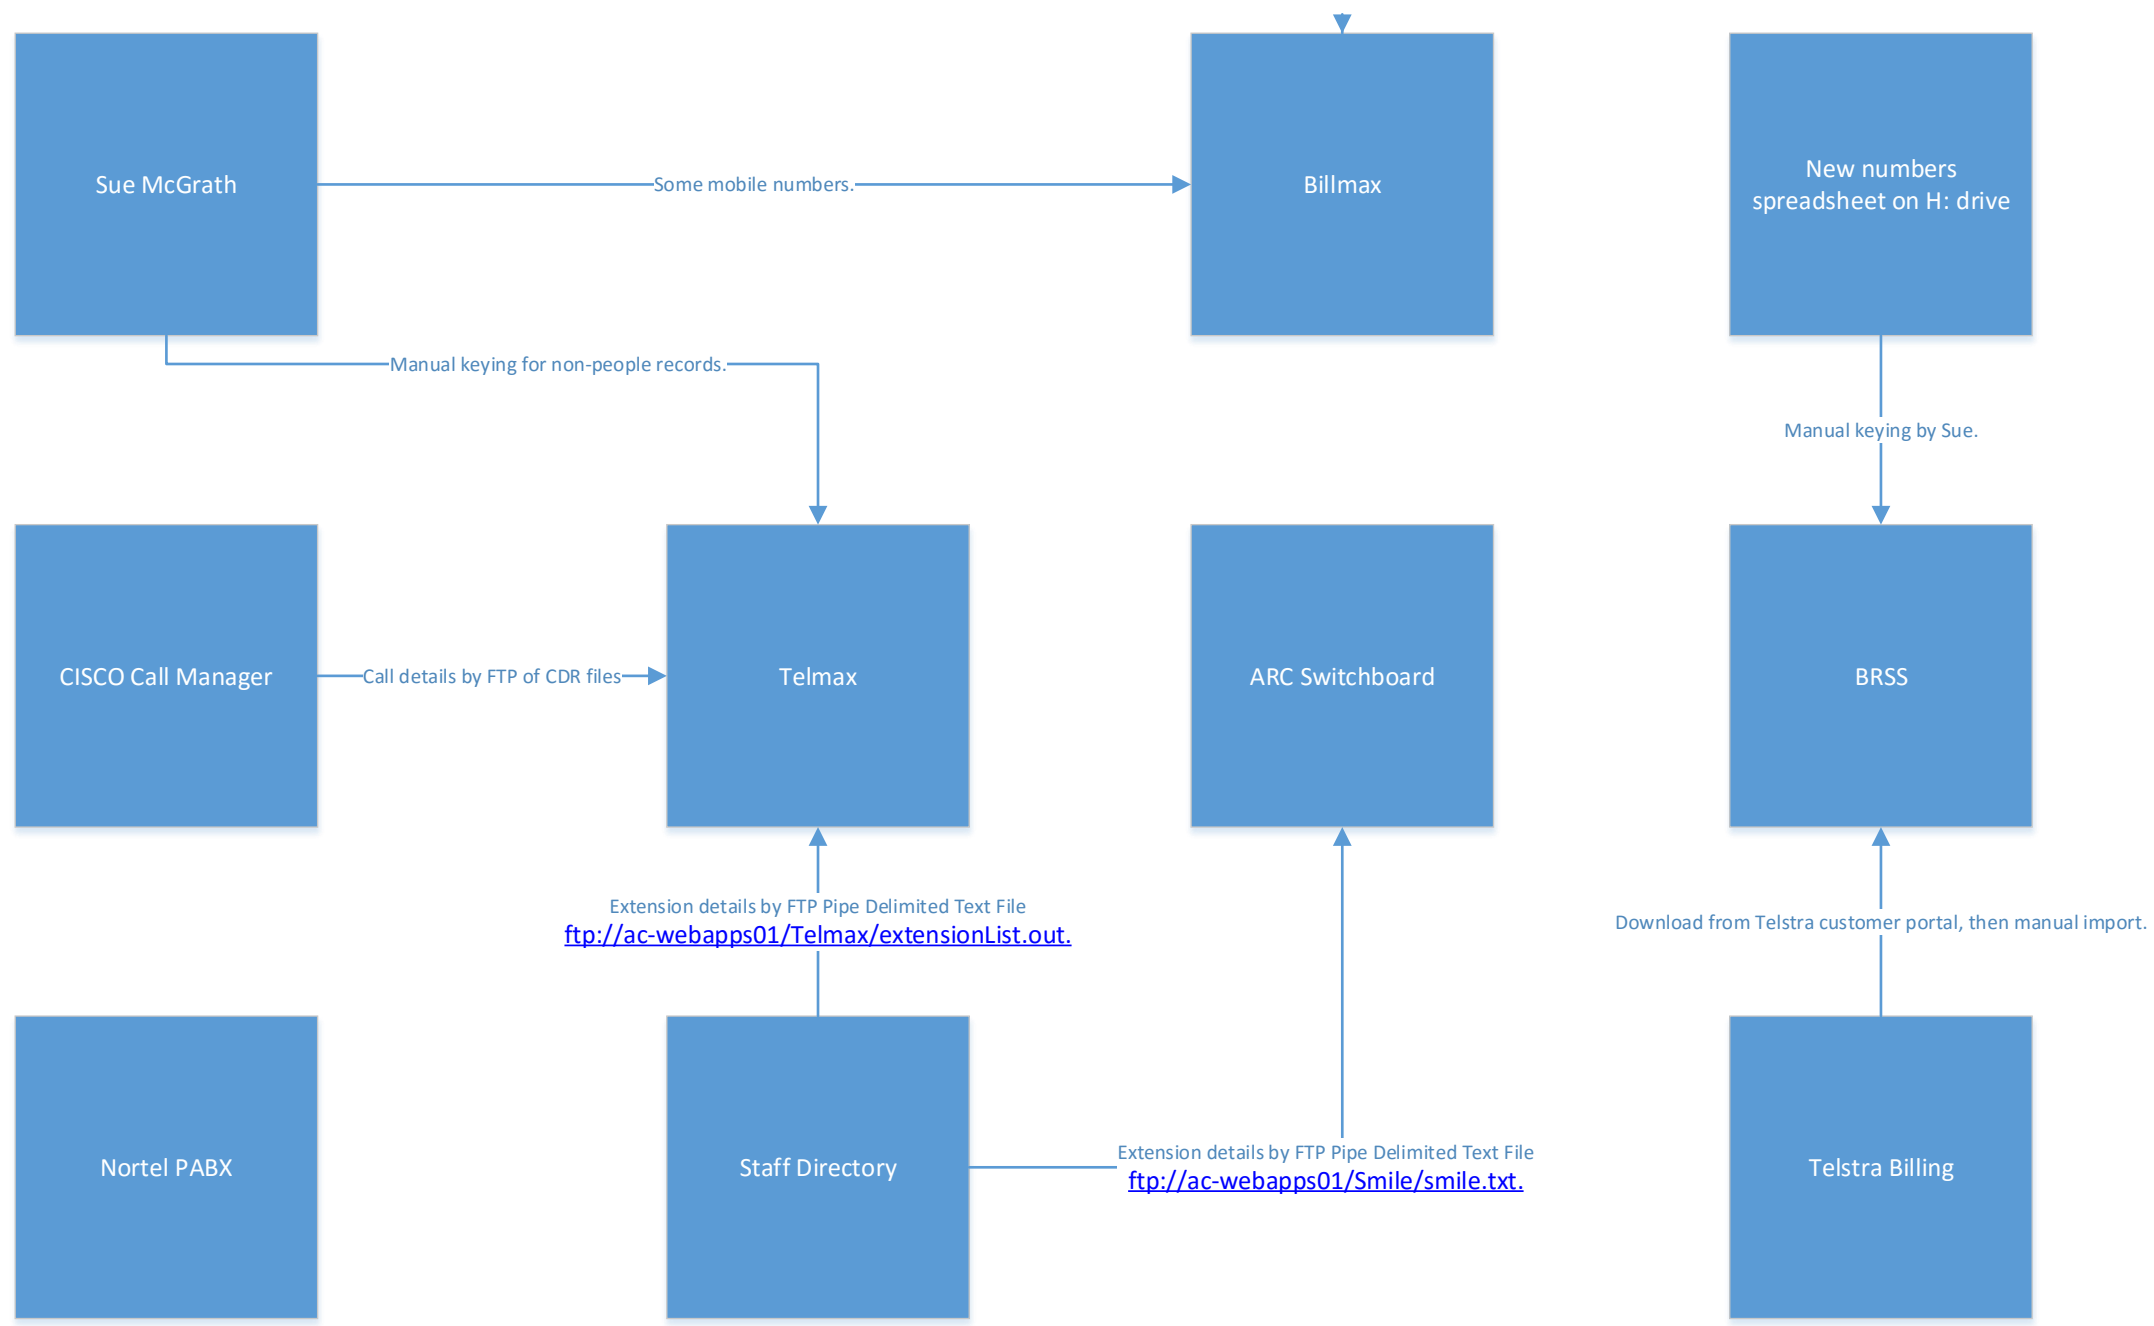 Sue McGrath
Some mobile numbers.
Billmax
New numbers
spreadsheet on H: drive
Manual keying for non-people records.
Manual keying by Sue.
CISCO Call Manager
Call details by FTP of CDR files
Telmax
ARC Switchboard
BRSS
Extension details by FTP Pipe Delimited Text File
ftp://ac-webapps01/Telmax/extensionList.out.
Download from Telstra customer portal, then manual import.
Nortel PABX
Staff Directory
Extension details by FTP Pipe Delimited Text File
ftp://ac-webapps01/Smile/smile.txt.
Telstra Billing